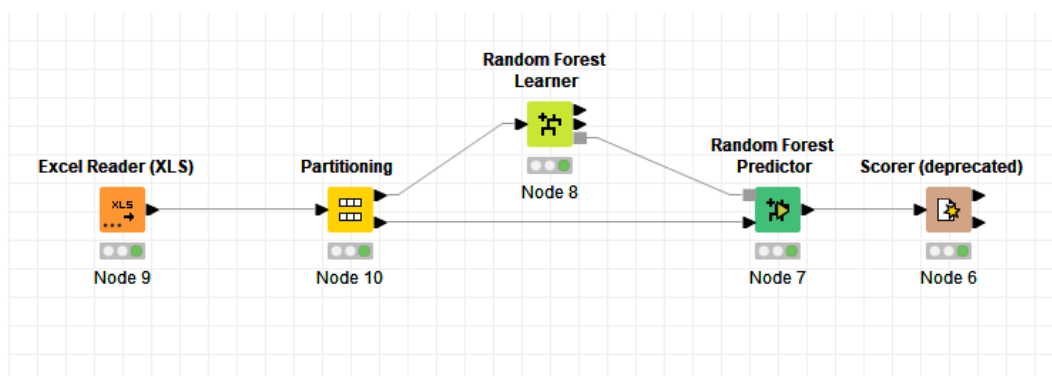 Random Forest
Learner
Node 8
Excel Reader (XLS)
XLS
Node 9
Partitioning
Node 10
Random Forest
Predictor
Node 7
Scorer (deprecated)
Node 6